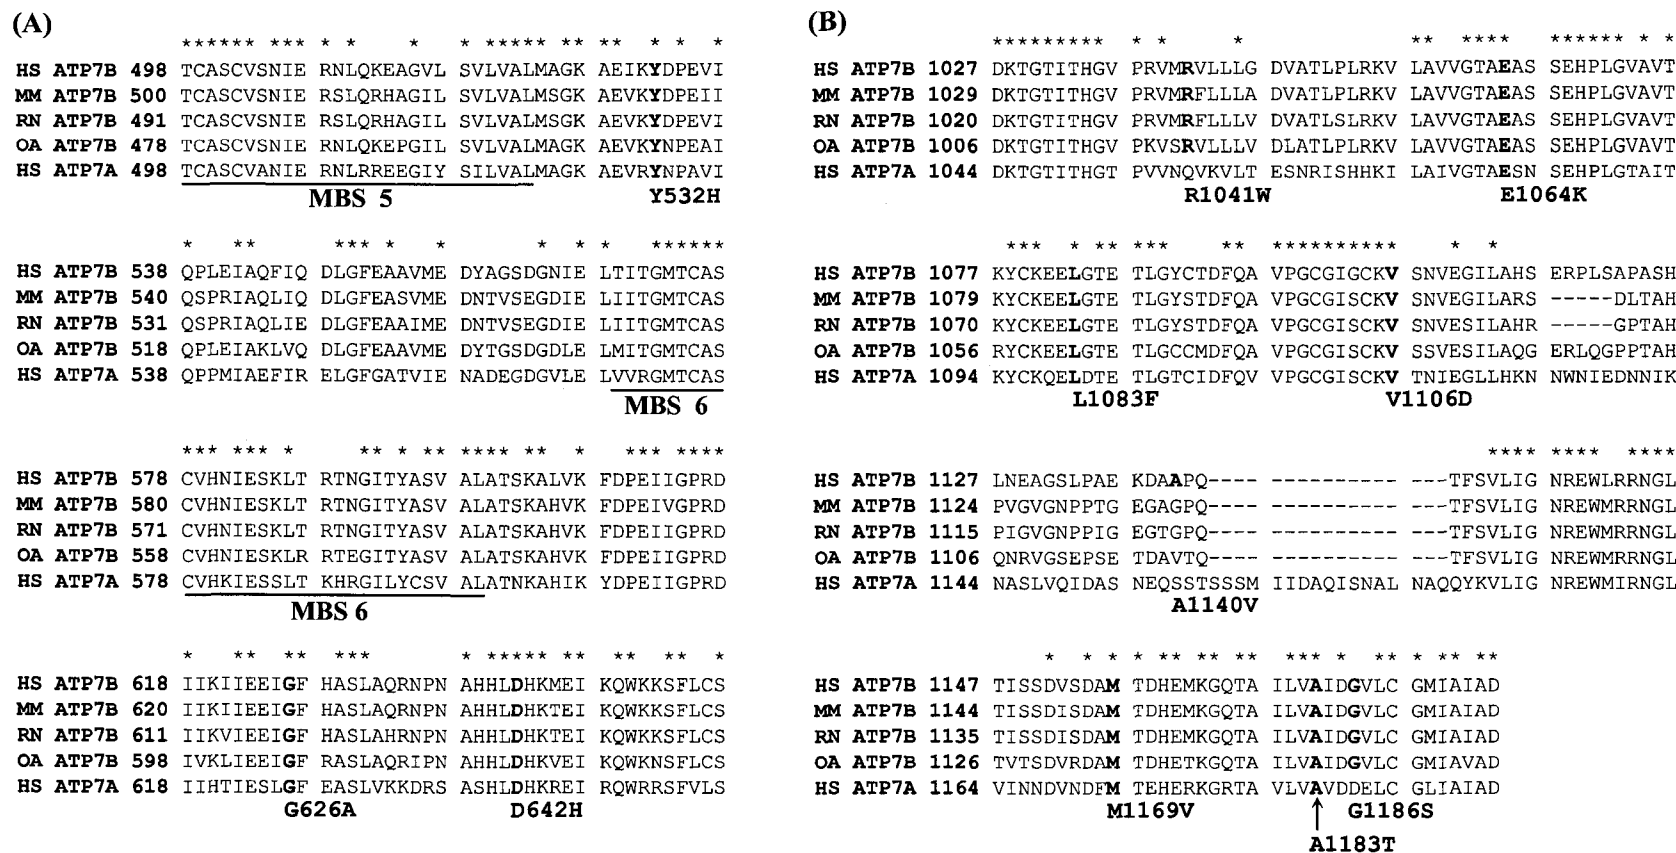 (A)
****** *** * * * * ***** ** ** * * *
HS ATP7B 498 TCASCVSNIE RNLQKEAGVL SVLVALMAGK AEIKYDPEVI
MM ATP7B 500 TCASCVSNIE RSLQRHAGIL SVLVALMSGK AEVKYDPEII
RN ATP7B 491 TCASCVSNIE RSLQRHAGIL SVLVALMSGK AEVKYDPEVI
OA ATP7B 478 TCASCVSNIE RNLQKEPGIL SVLVALMAGK AEVKYNPEAI
HS ATP7A 498 TCASCVANIE RNLRREEGIY SILVALMAGK AEVRYNPAVI
MBS 5 Y532H
* ** *** * * * * * ******
HS ATP7B 538 QPLEIAQFIQ DLGFEAAVME DYAGSDGNIE LTITGMTCAS
MM ATP7B 540 QSPRIAQLIQ DLGFEASVME DNTVSEGDIE LIITGMTCAS
RN ATP7B 531 QSPRIAQLIE DLGFEAAIME DNTVSEGDIE LIITGMTCAS
OA ATP7B 518 QPLEIAKLVQ DLGFEAAVME DYTGSDGDLE LMITGMTCAS
HS ATP7A 538 QPPMIAEFIR ELGFGATVIE NADEGDGVLE LVVRGMTCAS
MBS 6
*** *** * ** * ** **** ** * *** ****
HS ATP7B 578 CVHNIESKLT RTNGITYASV ALATSKALVK FDPEIIGPRD
MM ATP7B 580 CVHNIESKLT RTNGITYASV ALATSKAHVK FDPEIVGPRD
RN ATP7B 571 CVHNIESKLT RTNGITYASV ALATSKAHVK FDPEIIGPRD
OA ATP7B 558 CVHNIESKLR RTEGITYASV ALATSKAHVK FDPEIIGPRD
HS ATP7A 578 CVHKIESSLT KHRGILYCSV ALATNKAHIK YDPEIIGPRD
MBS 6
* ** ** *** * ***** ** ** ** *
HS ATP7B 618 IIKIIEEIGF HASLAQRNPN AHHLDHKMEI KQWKKSFLCS
MM ATP7B 620 IIKIIEEIGF HASLAQRNPN AHHLDHKTEI KQWKKSFLCS
RN ATP7B 611 IIKVIEEIGF HASLAHRNPN AHHLDHKTEI KQWKKSFLCS
OA ATP7B 598 IVKLIEEIGF RASLAQRIPN AHHLDHKVEI KQWKNSFLCS
HS ATP7A 618 IIHTIESLGF EASLVKKDRS ASHLDHKREI RQWRRSFVLS
G626A D642H
(B)
********* * * * ** **** ****** * *
HS ATP7B 1027 DKTGTITHGV PRVMRVLLLG DVATLPLRKV LAVVGTAEAS SEHPLGVAVT
MM ATP7B 1029 DKTGTITHGV PRVMRFLLLA DVATLPLRKV LAVVGTAEAS SEHPLGVAVT
RN ATP7B 1020 DKTGTITHGV PRVMRFLLLV DVATLSLRKV LAVVGTAEAS SEHPLGVAVT
OA ATP7B 1006 DKTGTITHGV PKVSRVLLLV DLATLPLRKV LAVVGTAEAS SEHPLGVAVT
HS ATP7A 1044 DKTGTITHGT PVVNQVKVLT ESNRISHHKI LAIVGTAESN SEHPLGTAIT
R1041W E1064K
*** * ** *** ** ********** * *
HS ATP7B 1077 KYCKEELGTE TLGYCTDFQA VPGCGIGCKV SNVEGILAHS ERPLSAPASH
MM ATP7B 1079 KYCKEELGTE TLGYSTDFQA VPGCGISCKV SNVEGILARS -----DLTAH
RN ATP7B 1070 KYCKEELGTE TLGYSTDFQA VPGCGISCKV SNVESILAHR -----GPTAH
OA ATP7B 1056 RYCKEELGTE TLGCCMDFQA VPGCGISCKV SSVESILAQG ERLQGPPTAH
HS ATP7A 1094 KYCKQELDTE TLGTCIDFQV VPGCGISCKV TNIEGLLHKN NWNIEDNNIK
L1083F V1106D
**** **** ****
HS ATP7B 1127 LNEAGSLPAE KDAAPQ---- ---------- ---TFSVLIG NREWLRRNGL
MM ATP7B 1124 PVGVGNPPTG EGAGPQ---- ---------- ---TFSVLIG NREWMRRNGL
RN ATP7B 1115 PIGVGNPPIG EGTGPQ---- ---------- ---TFSVLIG NREWMRRNGL
OA ATP7B 1106 QNRVGSEPSE TDAVTQ---- ---------- ---TFSVLIG NREWMRRNGL
HS ATP7A 1144 NASLVQIDAS NEQSSTSSSM IIDAQISNAL NAQQYKVLIG NREWMIRNGL
A1140V
* * * * ** ** ** *** * ** * ** **
HS ATP7B 1147 TISSDVSDAM TDHEMKGQTA ILVAIDGVLC GMIAIAD
MM ATP7B 1144 TISSDISDAM TDHEMKGQTA ILVAIDGVLC GMIAIAD
RN ATP7B 1135 TISSDISDAM TDHEMKGQTA ILVAIDGVLC GMIAIAD
OA ATP7B 1126 TVTSDVRDAM TDHETKGQTA ILVAIDGVLC GMIAVAD
HS ATP7A 1164 VINNDVNDFM TEHERKGRTA VLVAVDDELC GLIAIAD
M1169V G1186S
A1183T